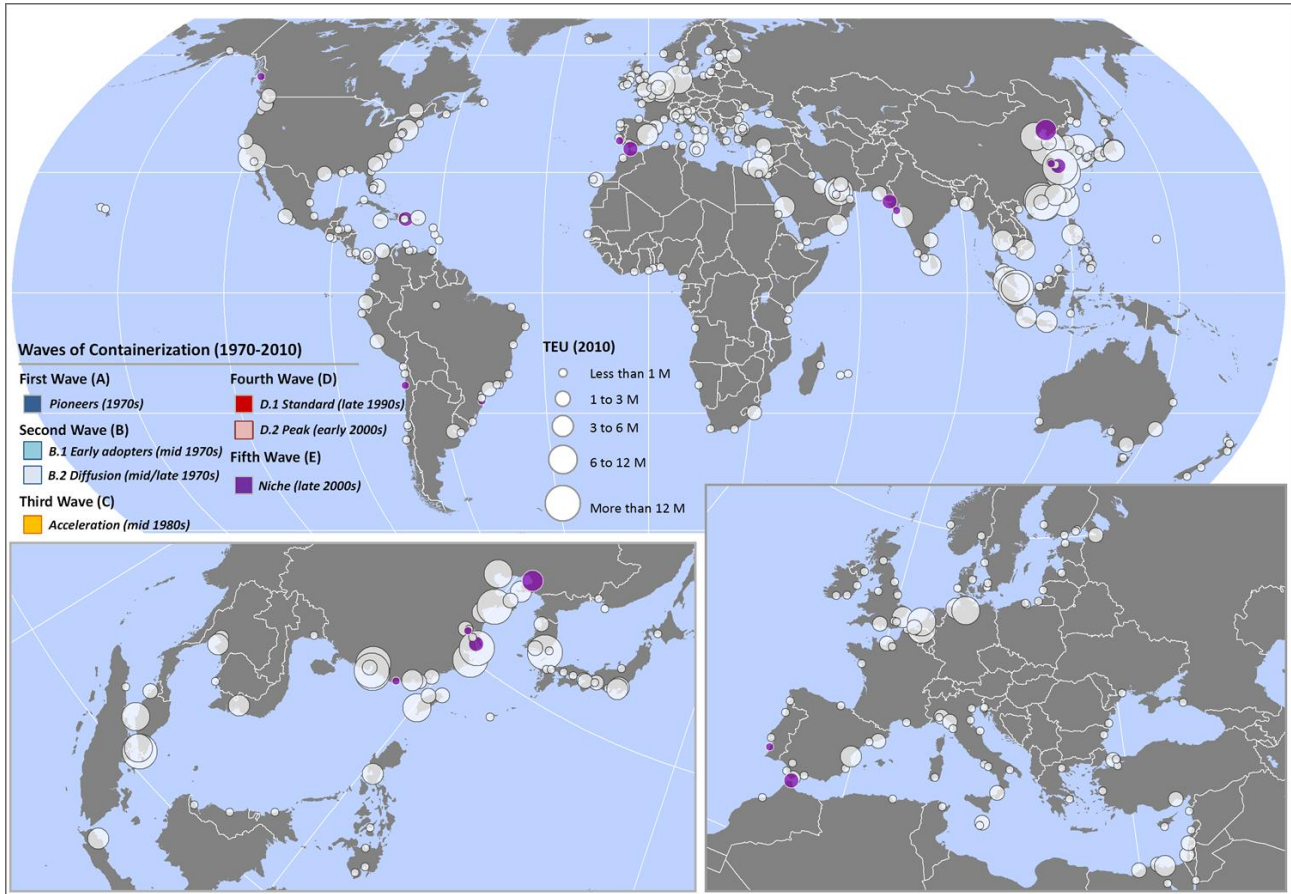 Waves of Containerization (1970-2010)
First Wave (A)
Pioneers (1970s)
Second Wave (B)
B.1 Early adopters (mid 1970s)
B.2 Diffusion (mid/late 1970s)
Third Wave (C)
Acceleration (mid 1980s)
Fourth Wave (D)
D.1 Standard (late 1990s)
D.2 Peak (early 2000s)
Fifth Wave (E)
Niche (late 2000s)
TEU (2010)
Less than 1 M
1 to 3 M
3 to 6 M
6 to 12 M
More than 12 M